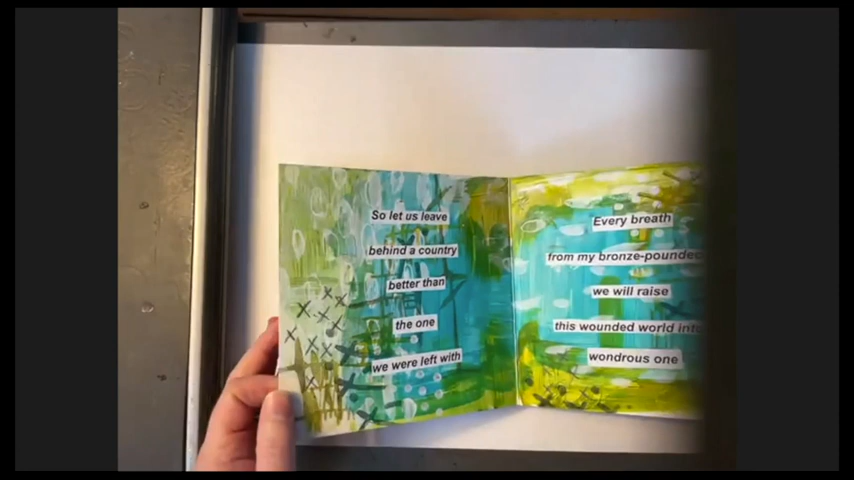 So let us leave
behind a country
better than
the one
we were left with
Every breath
from my bronze-pounded
we will raise
this wounded world into
wondrous one